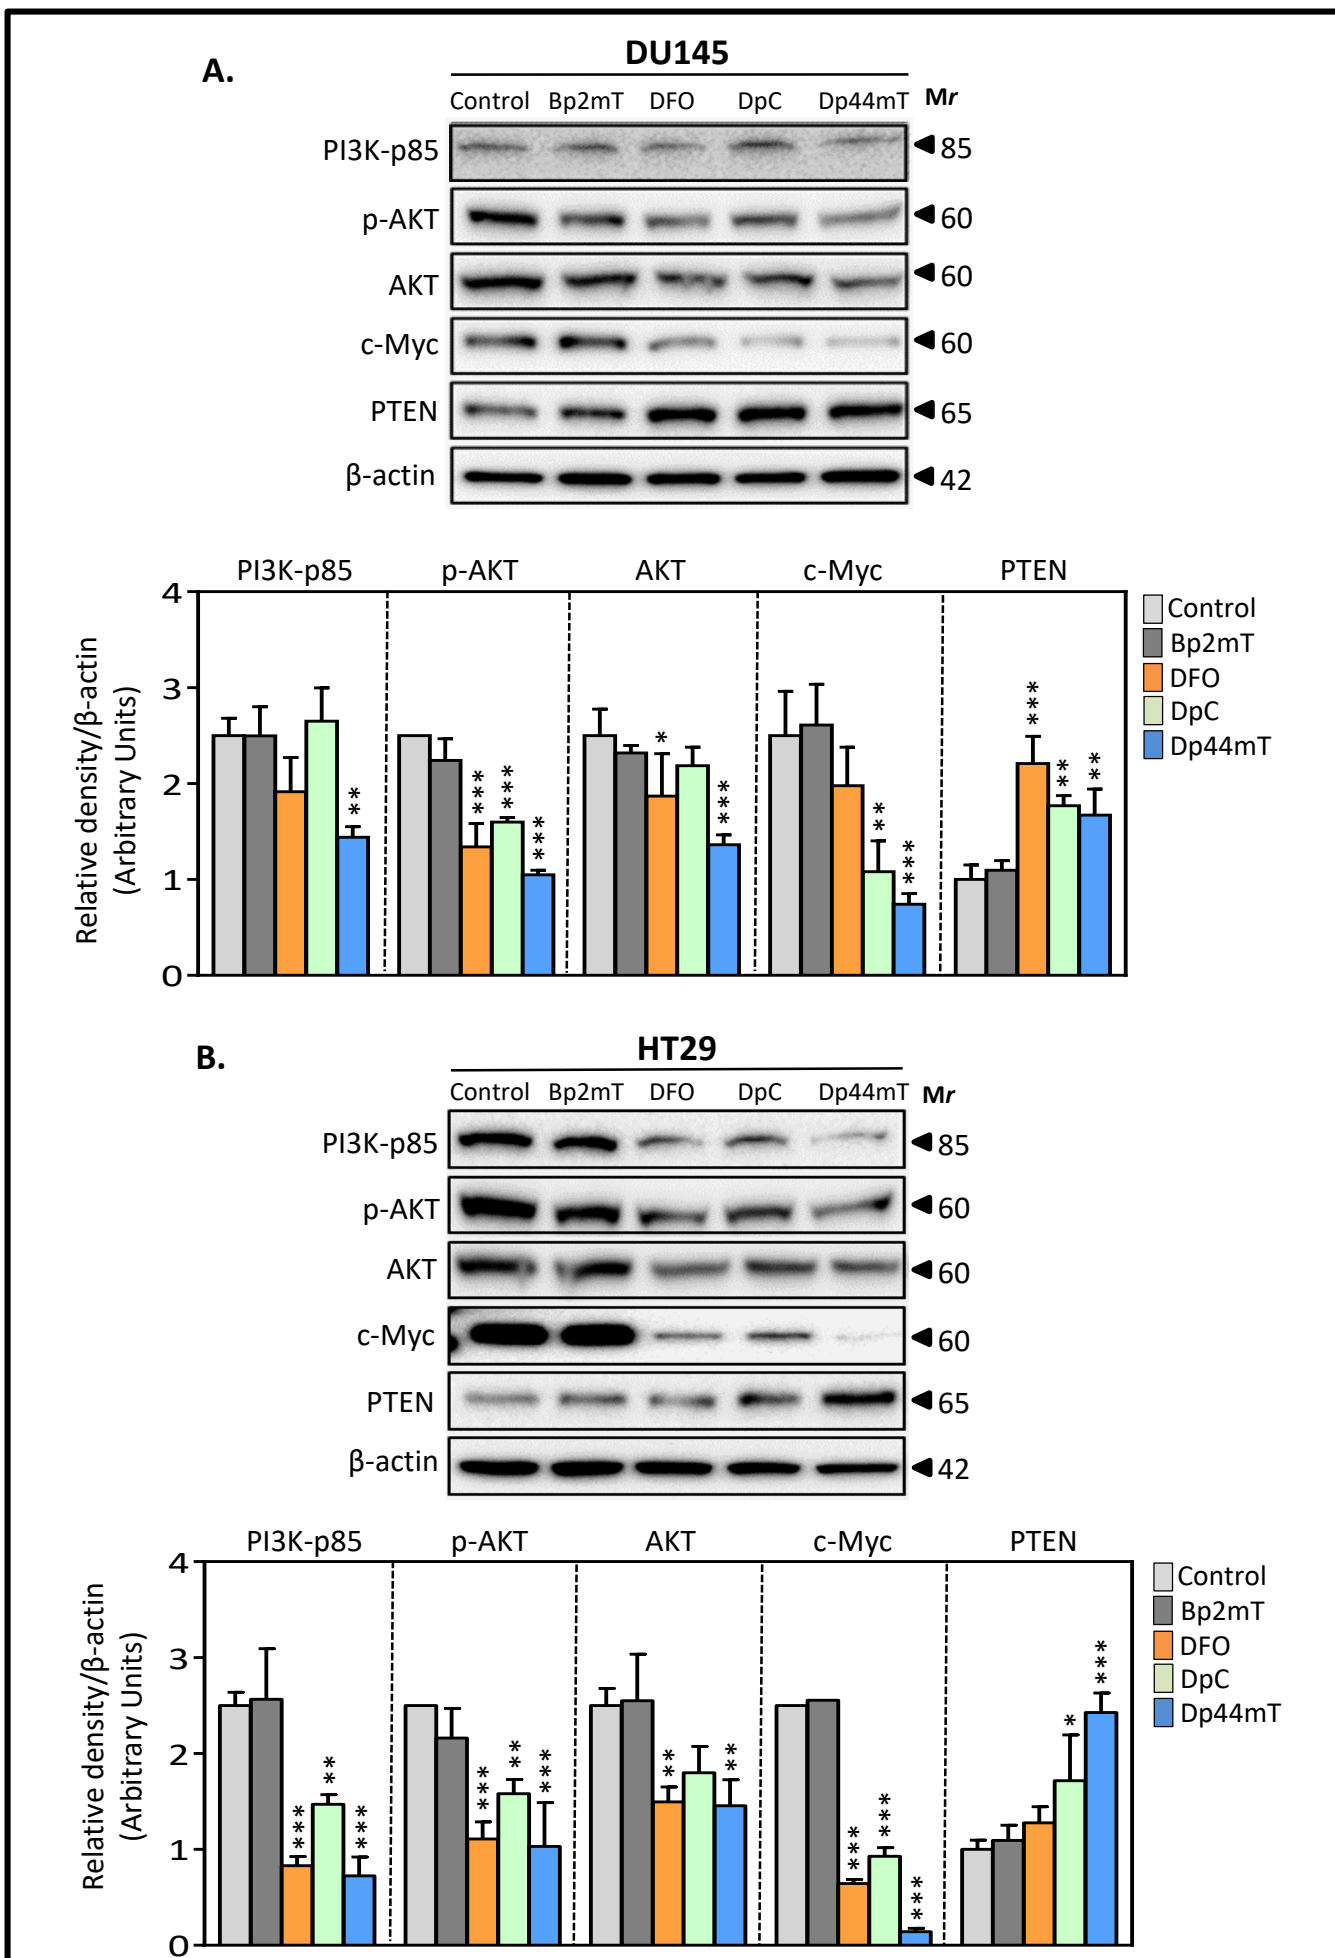 A.
DU145
Control Bp2mT DFO DpC Dp44mT Mr
PI3K-p85 85
p-AKT 60
AKT 60
c-Myc 60
PTEN 65
β-actin 42
PI3K-p85 p-AKT AKT c-Myc PTEN
Relative density/β-actin
(Arbitrary Units)
4
3
2
1
0
** *** *** *** * *** ** *** *** ** **
Control
Bp2mT
DFO
DpC
Dp44mT
B.
HT29
Control Bp2mT DFO DpC Dp44mT Mr
PI3K-p85 85
p-AKT 60
AKT 60
c-Myc 60
PTEN 65
β-actin 42
PI3K-p85 p-AKT AKT c-Myc PTEN
Relative density/β-actin
(Arbitrary Units)
4
3
2
1
0
*** ** *** *** ** *** ** ** *** *** *** * ***
Control
Bp2mT
DFO
DpC
Dp44mT